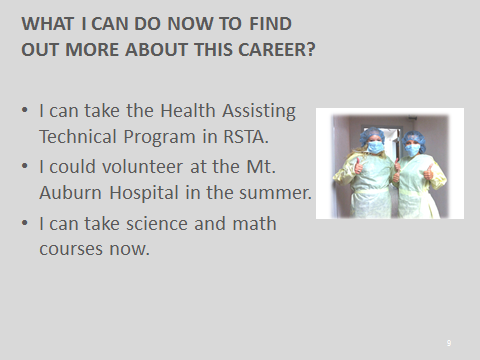 WHAT I CAN DO NOW TO FIND
OUT MORE ABOUT THIS CAREER?
• I can take the Health Assisting
Technical Program in RSTA.
• I could volunteer at the Mt.
Auburn Hospital in the summer.
• I can take science and math
courses now.
9